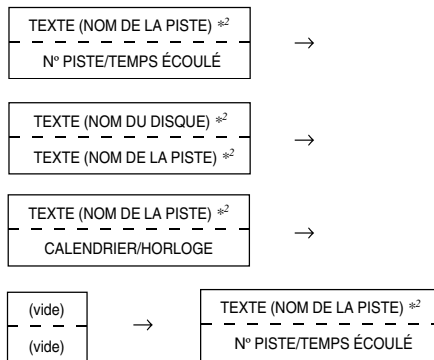 TEXTE (NOM DE LA PISTE) *2
N° PISTE/TEMPS ÉCOULÉ
→
TEXTE (NOM DU DISQUE) *2
TEXTE (NOM DE LA PISTE) *2
→
TEXTE (NOM DE LA PISTE) *2
CALENDRIER/HORLOGE
→
(vide)
(vide)
→
TEXTE (NOM DE LA PISTE) *2
N° PISTE/TEMPS ÉCOULÉ